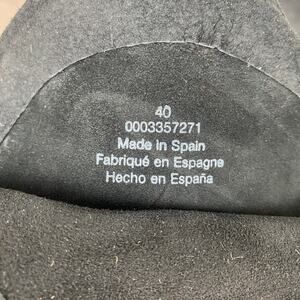 40
0003357271
Made in Spain
Fabriqué en Espagne
Hecho en España